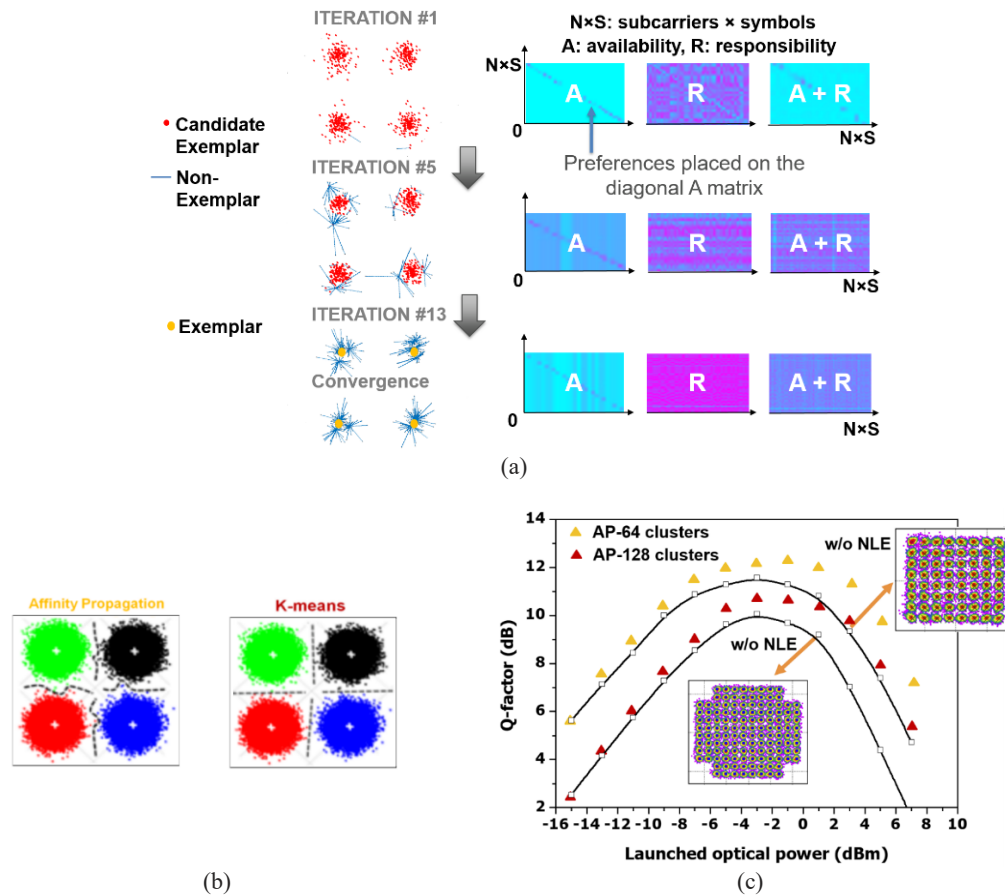 ITERATION #1
N×S: subcarriers × symbols
A: availability, R: responsibility
N×S
A
R
A + R
0
N×S
Candidate
Exemplar
Non-
Exemplar
Preferences placed on the
diagonal A matrix
ITERATION #5
A
R
A + R
0
N×S
ITERATION #13
Exemplar
Convergence
A
R
A + R
0
N×S
(a)
Affinity Propagation
K-means
(b)
14
12
10
8
6
4
2
Q-factor (dB)
AP-64 clusters
AP-128 clusters
w/o NLE
w/o NLE
-16 -14 -12 -10 -8 -6 -4 -2 0 2 4 6 8 10
Launched optical power (dBm)
(c)